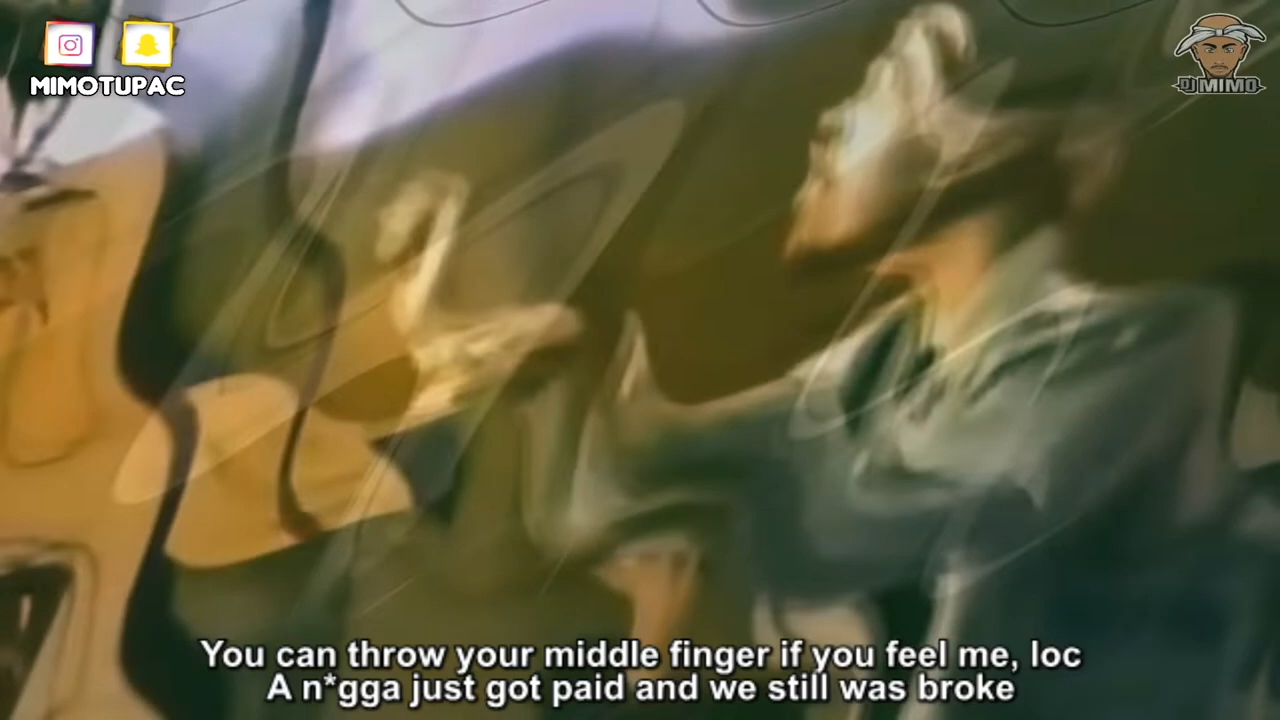 MIMOTUPAC
DJ MIMO
You can throw your middle finger if you feel me, loc
A n*gga just got paid and we still was broke